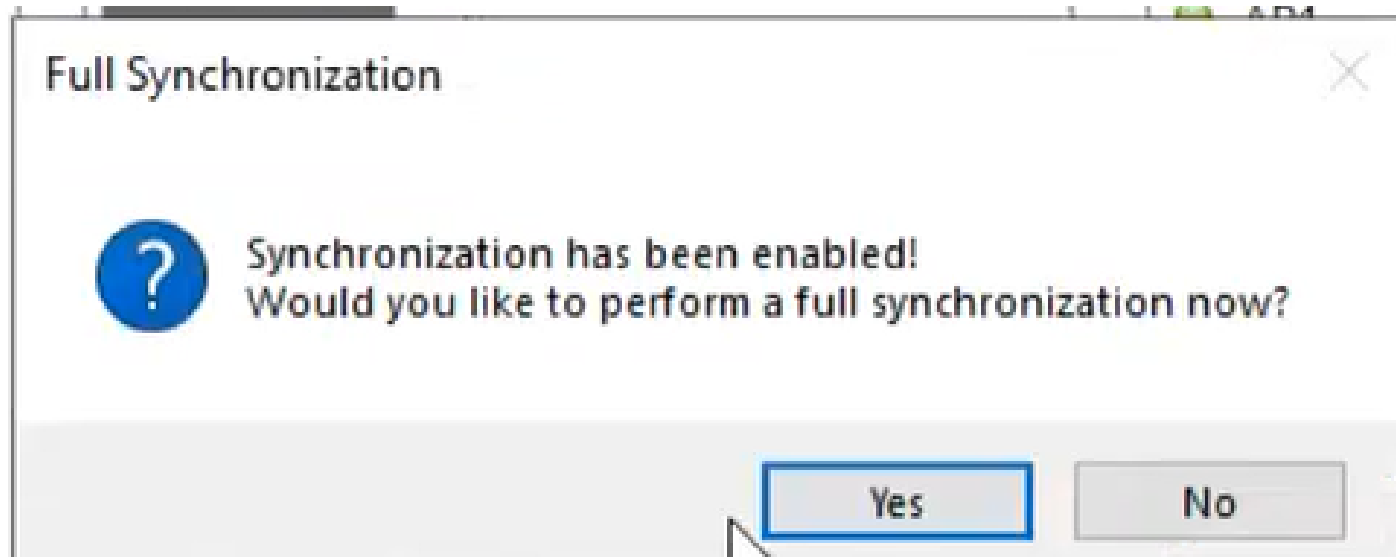 Full Synchronization
Synchronization has been enabled!
Would you like to perform a full synchronization now?
Yes
No